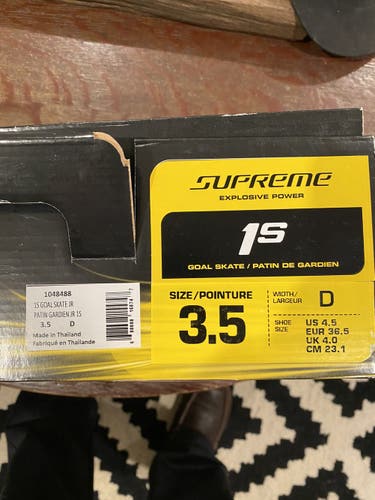 SUPREME
EXPLOSIVE POWER
1S
GOAL SKATE / PATIN DE GARDIEN
SIZE/POINTURE
3.5
WIDTH/
LARGEUR
D
SHOE
SIZE
US 4.5
EUR 36.5
UK 4.0
CM 23.1
1048488
1S GOAL SKATE JR
PATIN GARDIEN JR 1S
3.5 D
Made in Thailand
Fabriqué en Thaïlande